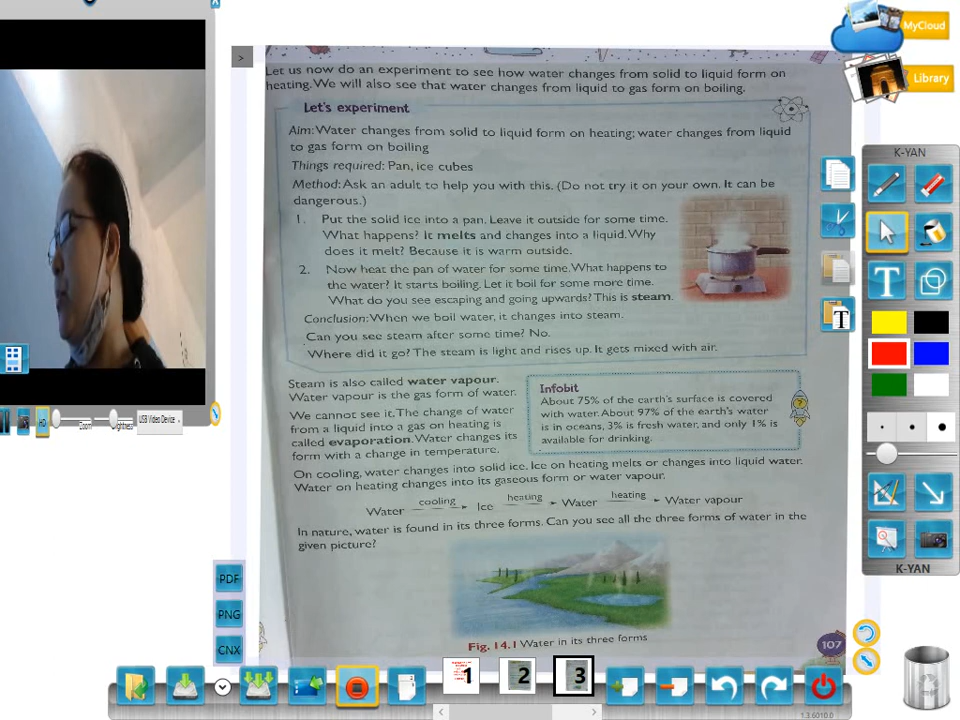 MyCloud
Library
>
Let us now do an experiment to see how water changes from solid to liquid form on
heating. We will also see that water changes from liquid to gas form on boiling.
Let's experiment
Aim: Water changes from solid to liquid form on heating; water changes from liquid
to gas form on boiling
Things required: Pan, ice cubes
Method: Ask an adult to help you with this. (Do not try it on your own. It can be
dangerous.)
1. Put the solid ice into a pan. Leave it outside for some time.
What happens? it melts and changes into a liquid. Why
does it melt? Because it is warm outside.
2. Now heat the pan of water for some time. What happens to
the water? It starts boiling. Let it boil for some more time.
What do you see escaping and going upwards? This is steam.
Conclusion: When we boil water, it changes into steam.
Can you see steam after some time? No.
Where did it go? The steam is light and rises up. It gets mixed with air.
Steam is also called water vapour.
Water vapour is the gas form of water.
We cannot see it. The change of water
from a liquid into a gas on heating is
called evaporation. Water changes its
form with a change in temperature.
Infobit
About 75% of the earth's surface is covered
with water. About 97% of the earth's water
is in oceans, 3% is fresh water, and only 1% is
available for drinking.
On cooling, water changes into solid ice. Ice on heating melts or changes into liquid water.
Water on heating changes into its gaseous form or water vapour.
Water cooling Ice heating Water heating Water vapour
In nature, water is found in its three forms. Can you see all the three forms of water in the
given picture?
Fig. 14.1 Water in its three forms
107
K-YAN
T
T
K-YAN
HD
Zoom
Brightness
USB Video Device
PDF
PNG
CNX
1
2
3
1.3.6010.0